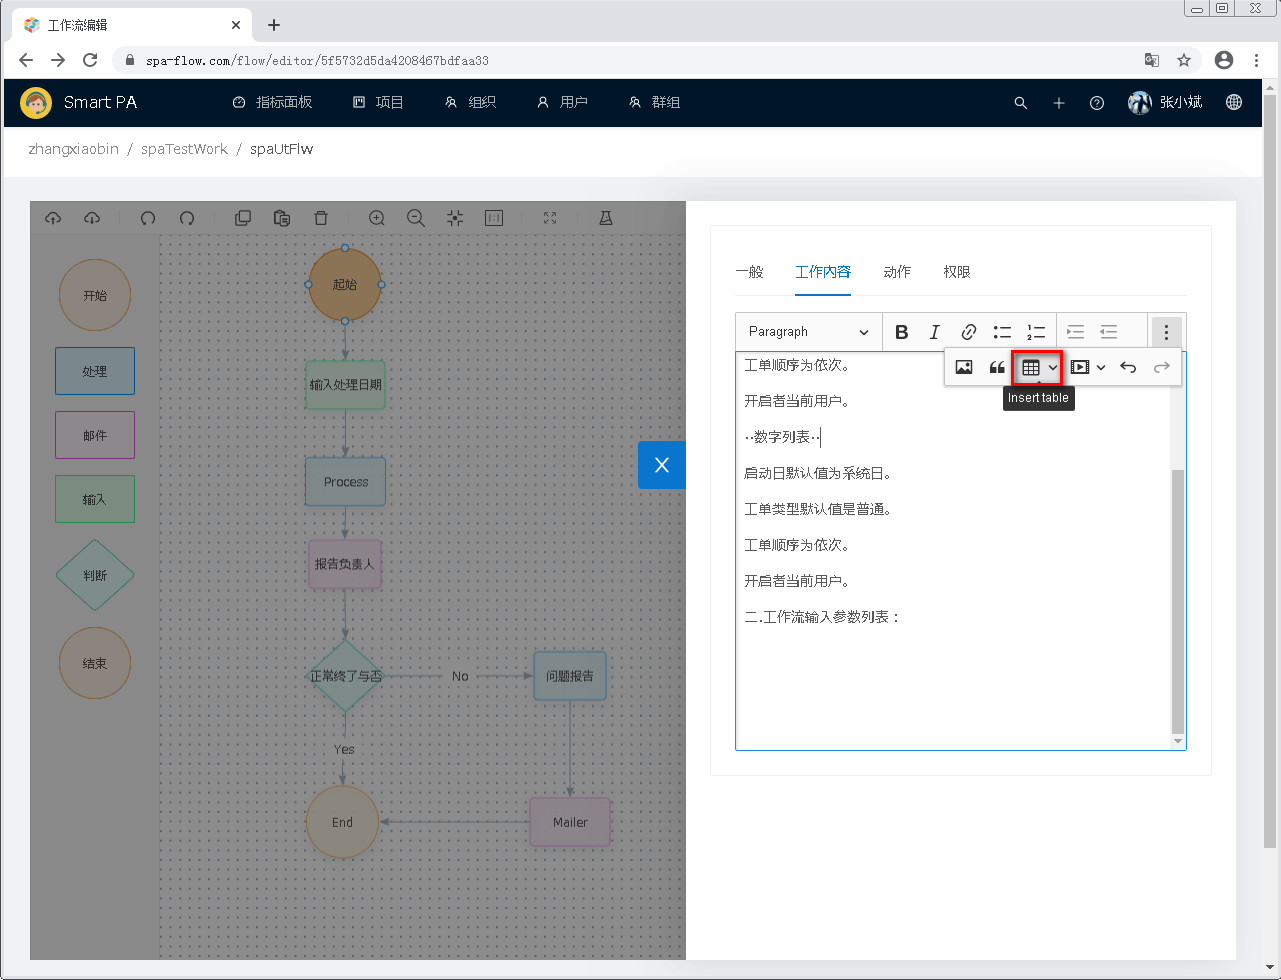 工作流编辑
spa-flow.com/flow/editor/5f5732d5da4208467bdfaa33
Smart PA
指标面板
项目
组织
用户
群组
张小斌
zhangxiaobin / spaTestWork / spaUtFlw
开始
处理
邮件
输入
判断
结束
起始
输入处理日期
Process
报告负责人
正常终了与否
No
问题报告
Yes
End
Mailer
X
一般
工作内容
动作
权限
Paragraph
Insert table
工单顺序为依次。
开启者当前用户。
··数字列表··
启动日默认值为系统日。
工单类型默认值是普通。
工单顺序为依次。
开启者当前用户。
二.工作流输入参数列表：